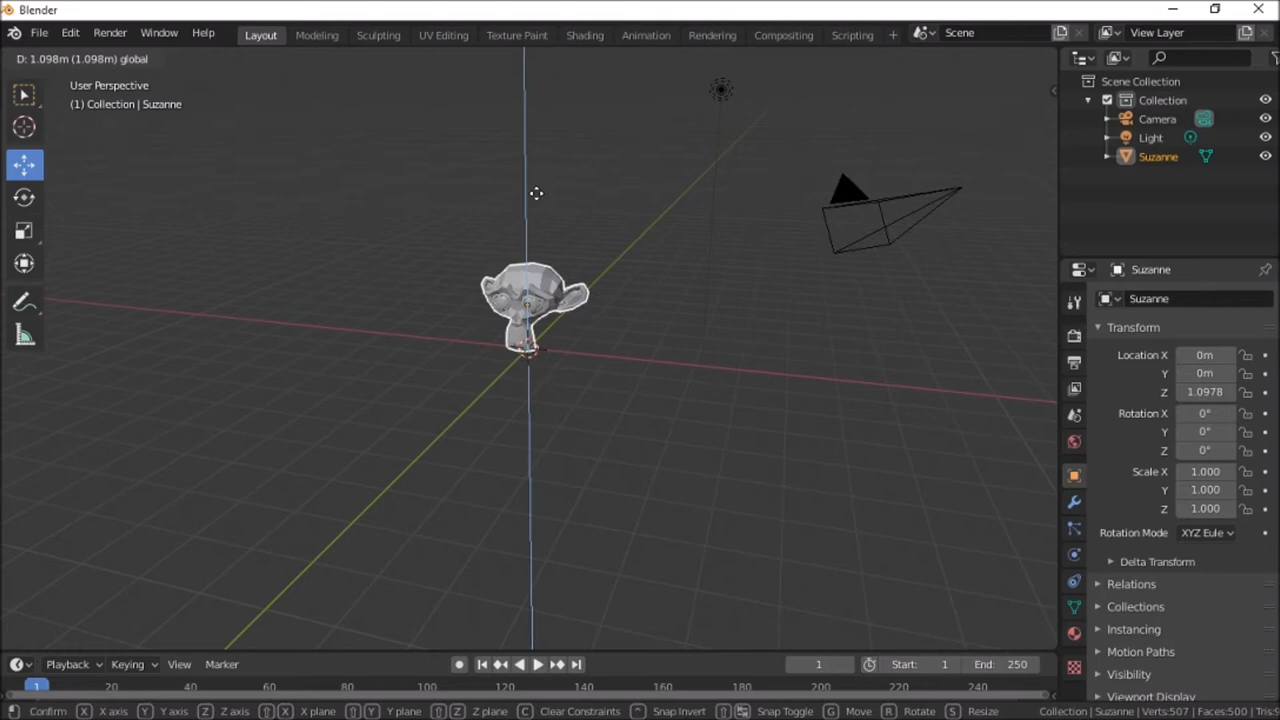 Blender
File Edit Render Window Help Layout Modeling Sculpting UV Editing Texture Paint Shading Animation Rendering Compositing Scripting + Scene View Layer
D: 1.098m (1.098m) global
User Perspective
(1) Collection | Suzanne
Scene Collection
Collection
Camera
Light
Suzanne
Suzanne
Suzanne
Transform
Location X 0m
Y 0m
Z 1.0978
Rotation X 0°
Y 0°
Z 0°
Scale X 1.000
Y 1.000
Z 1.000
Rotation Mode XYZ Eule
Delta Transform
Relations
Collections
Instancing
Motion Paths
Visibility
Viewport Display
Playback Keying View Marker 1 Start: 1 End: 250
1 20 40 60 80 100 120 140 160 180 200 220 240
Confirm X X axis Y Y axis Z Z axis X X plane Y Y plane Z Z plane C Clear Constraints ^ Snap Invert Snap Toggle G Move R Rotate S Resize Collection | Suzanne | Verts:507 | Faces:500 | Tris:9